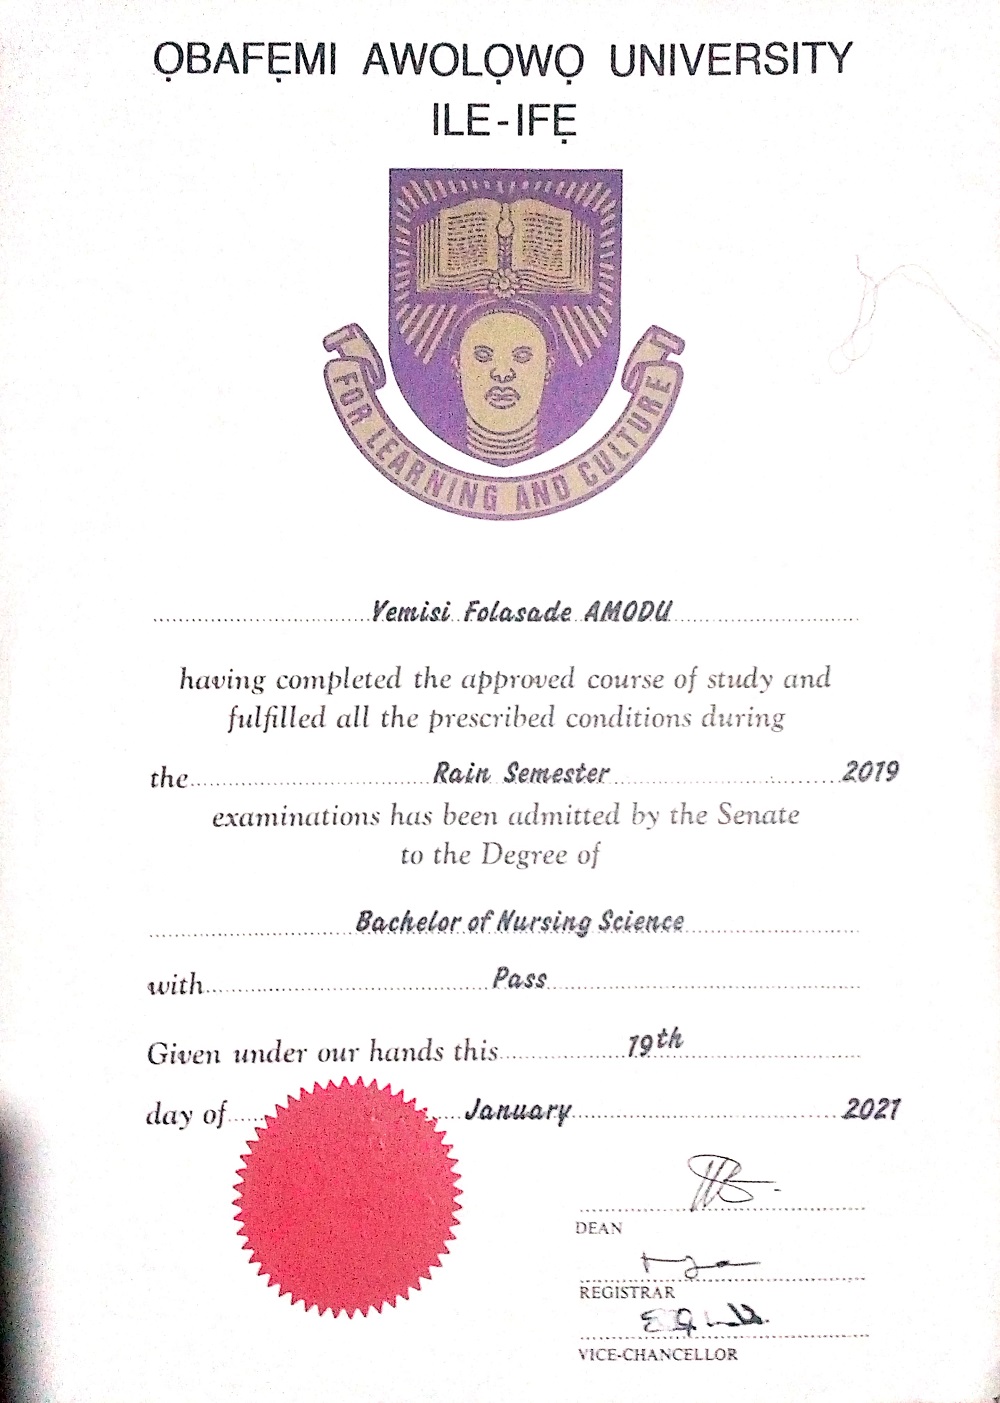 ỌBAFẸMI AWOLỌWỌ UNIVERSITY
ILE-IFẸ
FOR LEARNING AND CULTURE
Yemisi Folasade AMODU
having completed the approved course of study and
fulfilled all the prescribed conditions during
the Rain Semester 2019
examinations has been admitted by the Senate
to the Degree of
Bachelor of Nursing Science
with Pass
Given under our hands this 19th
day of January 2021
DEAN
REGISTRAR
VICE-CHANCELLOR